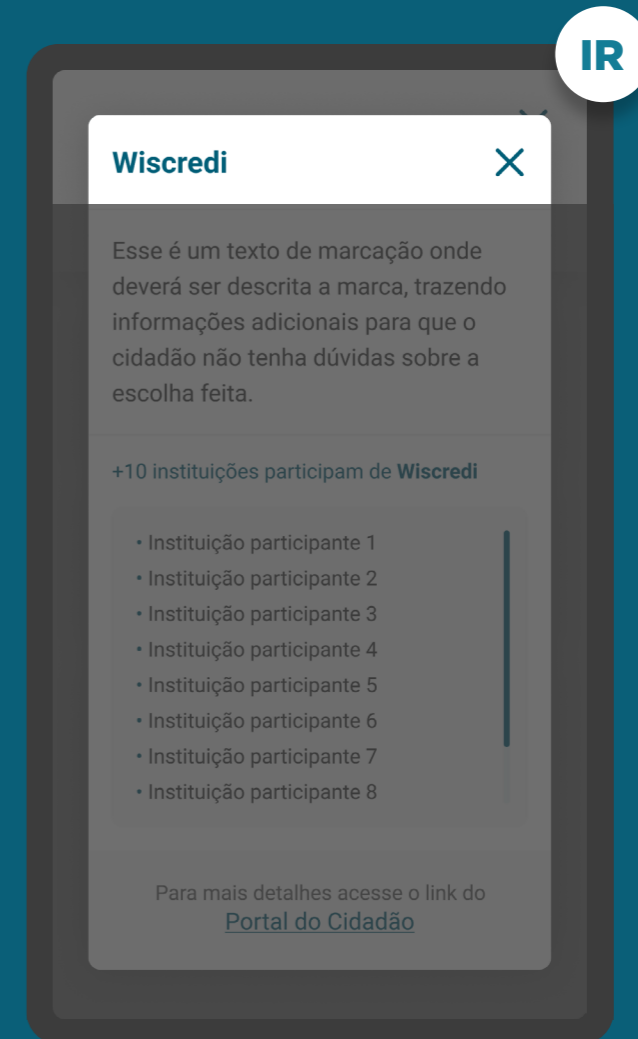 IR
Wiscredi
Esse é um texto de marcação onde
deverá ser descrita a marca, trazendo
informações adicionais para que o
cidadão não tenha dúvidas sobre a
escolha feita.
+10 instituições participam de Wiscredi
• Instituição participante 1
• Instituição participante 2
• Instituição participante 3
• Instituição participante 4
• Instituição participante 5
• Instituição participante 6
• Instituição participante 7
• Instituição participante 8
Para mais detalhes acesse o link do
Portal do Cidadão